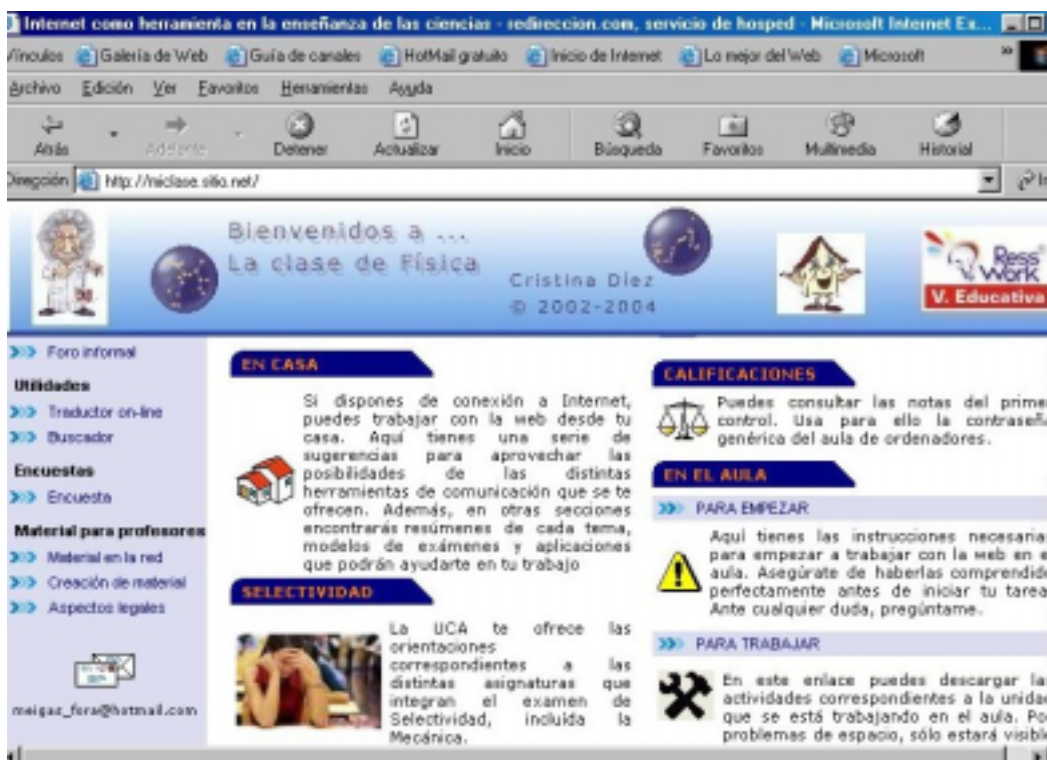 Internet como herramienta en la enseñanza de las ciencias - redireccion.com, servicio de hosped - Microsoft Internet Ex...
Vínculos Galería de Web Guía de canales HotMail gratuito Inicio de Internet Lo mejor del Web Microsoft »
Archivo Edición Ver Favoritos Herramientas Ayuda
Atrás Adelante Detener Actualizar Inicio Búsqueda Favoritos Multimedia Historial
Dirección http://miclase.sitio.net/
Bienvenidos a ...
La clase de Física
Cristina Díez
© 2002-2004
Ress
Work
V. Educativa
Foro informal
Utilidades
Traductor on-line
Buscador
Encuestas
Encuesta
Material para profesores
Material en la red
Creación de material
Aspectos legales
meigas_fora@hotmail.com
EN CASA
Si dispones de conexión a Internet,
puedes trabajar con la web desde tu
casa. Aquí tienes una serie de
sugerencias para aprovechar las
posibilidades de las distintas
herramientas de comunicación que se te
ofrecen. Además, en otras secciones
encontrarás resúmenes de cada tema,
modelos de exámenes y aplicaciones
que podrán ayudarte en tu trabajo
SELECTIVIDAD
La UCA te ofrece las
orientaciones
correspondientes a las
distintas asignaturas que
integran el examen de
Selectividad, incluida la
Mecánica.
CALIFICACIONES
Puedes consultar las notas del primer
control. Usa para ello la contraseña
genérica del aula de ordenadores.
EN EL AULA
PARA EMPEZAR
Aquí tienes las instrucciones necesarias
para empezar a trabajar con la web en e
aula. Asegúrate de haberlas comprendido
perfectamente antes de iniciar tu tarea
Ante cualquier duda, pregúntame.
PARA TRABAJAR
En este enlace puedes descargar las
actividades correspondientes a la unidad
que se está trabajando en el aula. Por
problemas de espacio, sólo estará visible